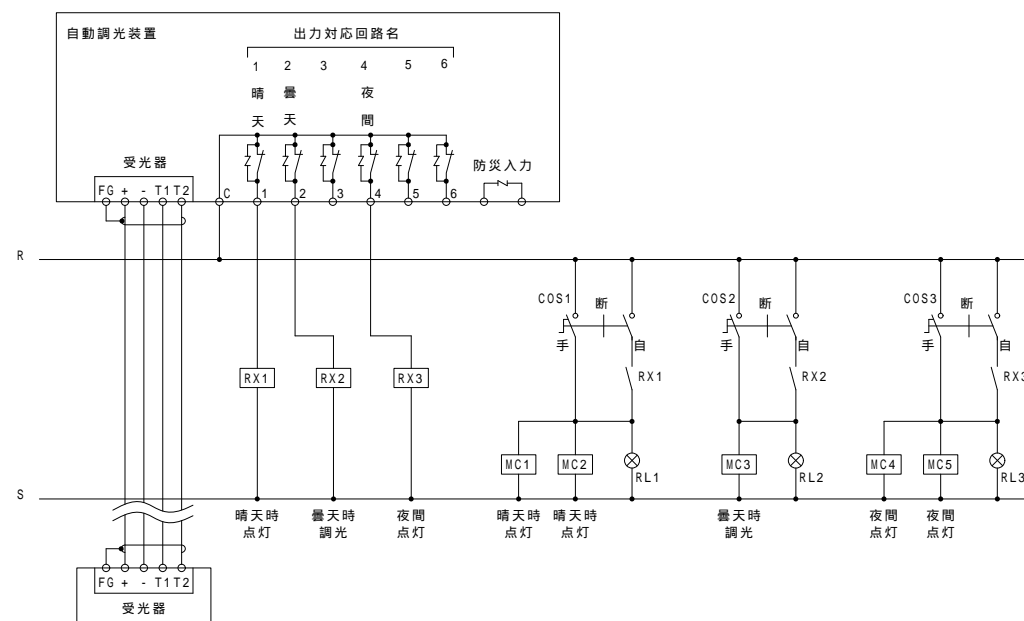 自動調光装置
出力対応回路名
1 2 3 4 5 6
晴天
曇天
夜間
受光器
防災入力
FG + - T1 T2
C 1 2 3 4 5 6
R
COS1 断
手 自
RX1
COS2 断
手 自
RX2
COS3 断
手 自
RX3
RX1 RX2 RX3
MC1 MC2 RL1
MC3 RL2
MC4 MC5 RL3
S
晴天時
点灯
曇天時
調光
夜間
点灯
晴天時
点灯
晴天時
点灯
曇天時
調光
夜間
点灯
夜間
点灯
FG + - T1 T2
受光器